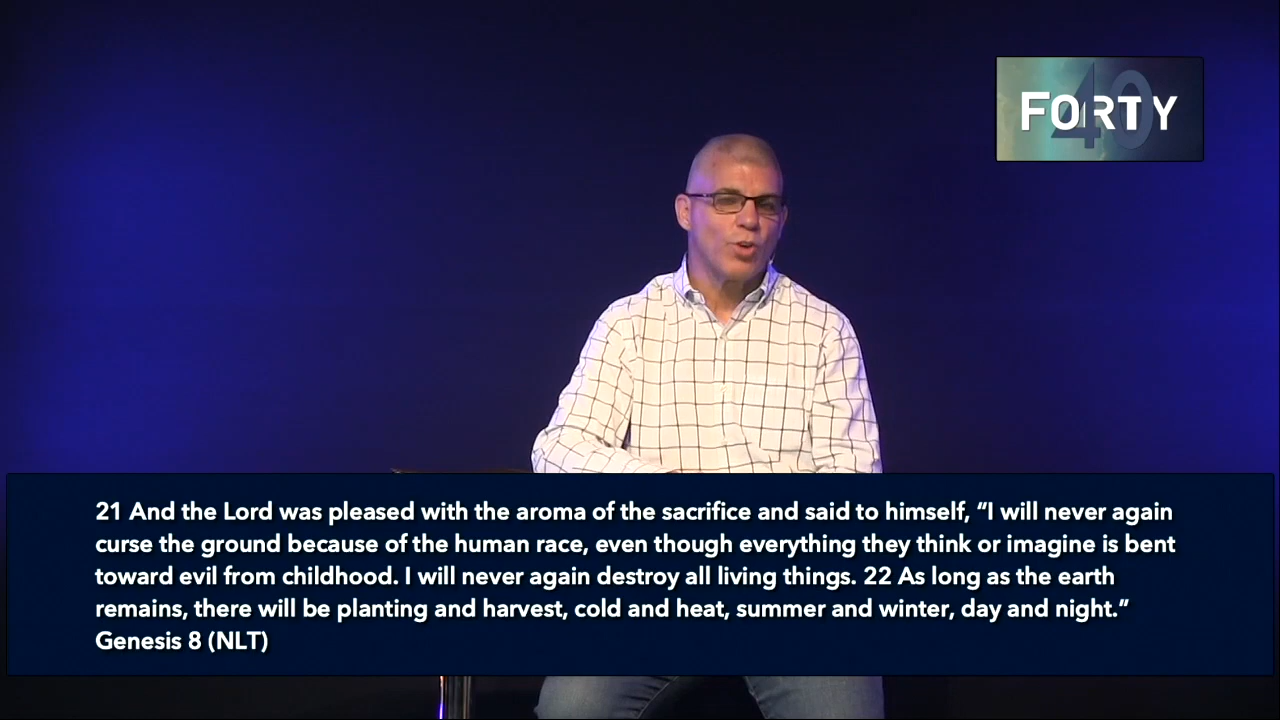 FORTY
40
21 And the Lord was pleased with the aroma of the sacrifice and said to himself, “I will never again
curse the ground because of the human race, even though everything they think or imagine is bent
toward evil from childhood. I will never again destroy all living things. 22 As long as the earth
remains, there will be planting and harvest, cold and heat, summer and winter, day and night.”
Genesis 8 (NLT)